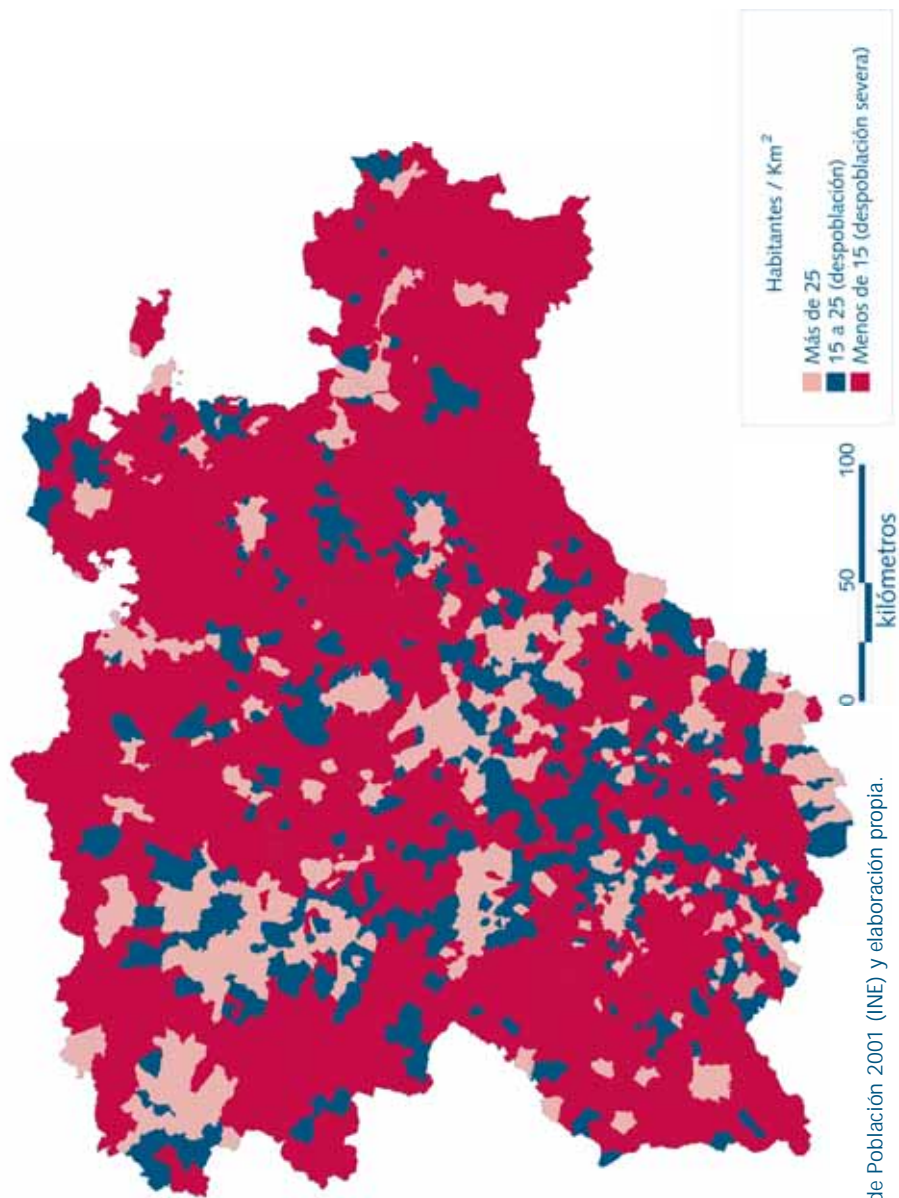 Habitantes / Km²
Más de 25
15 a 25 (despoblación)
Menos de 15 (despoblación severa)
0 50 100
kilómetros
de Población 2001 (INE) y elaboración propia.